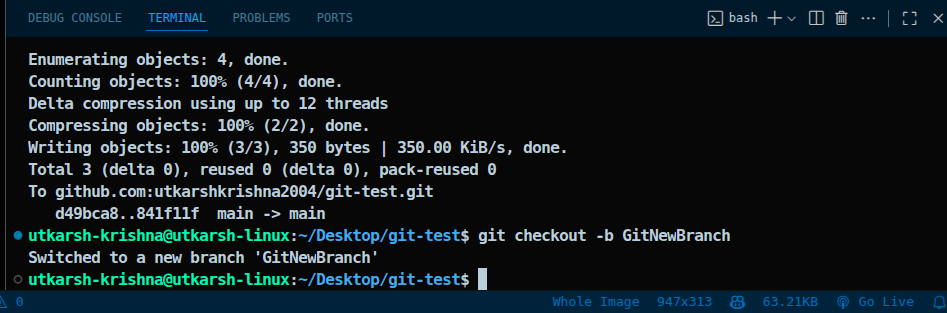 DEBUG CONSOLE TERMINAL PROBLEMS PORTS bash
Enumerating objects: 4, done.
Counting objects: 100% (4/4), done.
Delta compression using up to 12 threads
Compressing objects: 100% (2/2), done.
Writing objects: 100% (3/3), 350 bytes | 350.00 KiB/s, done.
Total 3 (delta 0), reused 0 (delta 0), pack-reused 0
To github.com:utkarshkrishna2004/git-test.git
   d49bca8..841f11f  main -> main
utkarsh-krishna@utkarsh-linux:~/Desktop/git-test$ git checkout -b GitNewBranch
Switched to a new branch 'GitNewBranch'
utkarsh-krishna@utkarsh-linux:~/Desktop/git-test$
0 Whole Image 947x313 63.21KB Go Live